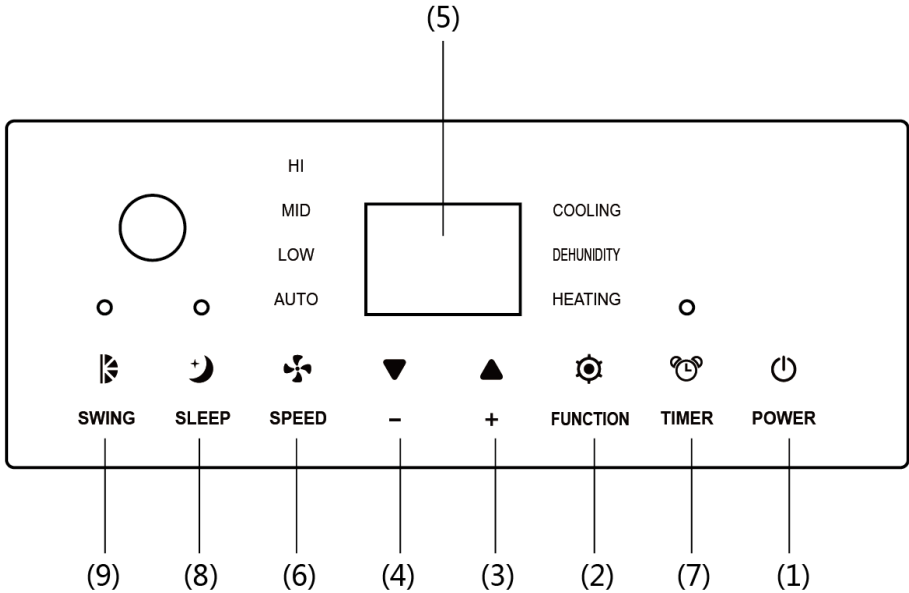 (5)
HI
MID
COOLING
LOW
DEHUNIDITY
AUTO
HEATING
SWING SLEEP SPEED − + FUNCTION TIMER POWER
(9) (8) (6) (4) (3) (2) (7) (1)